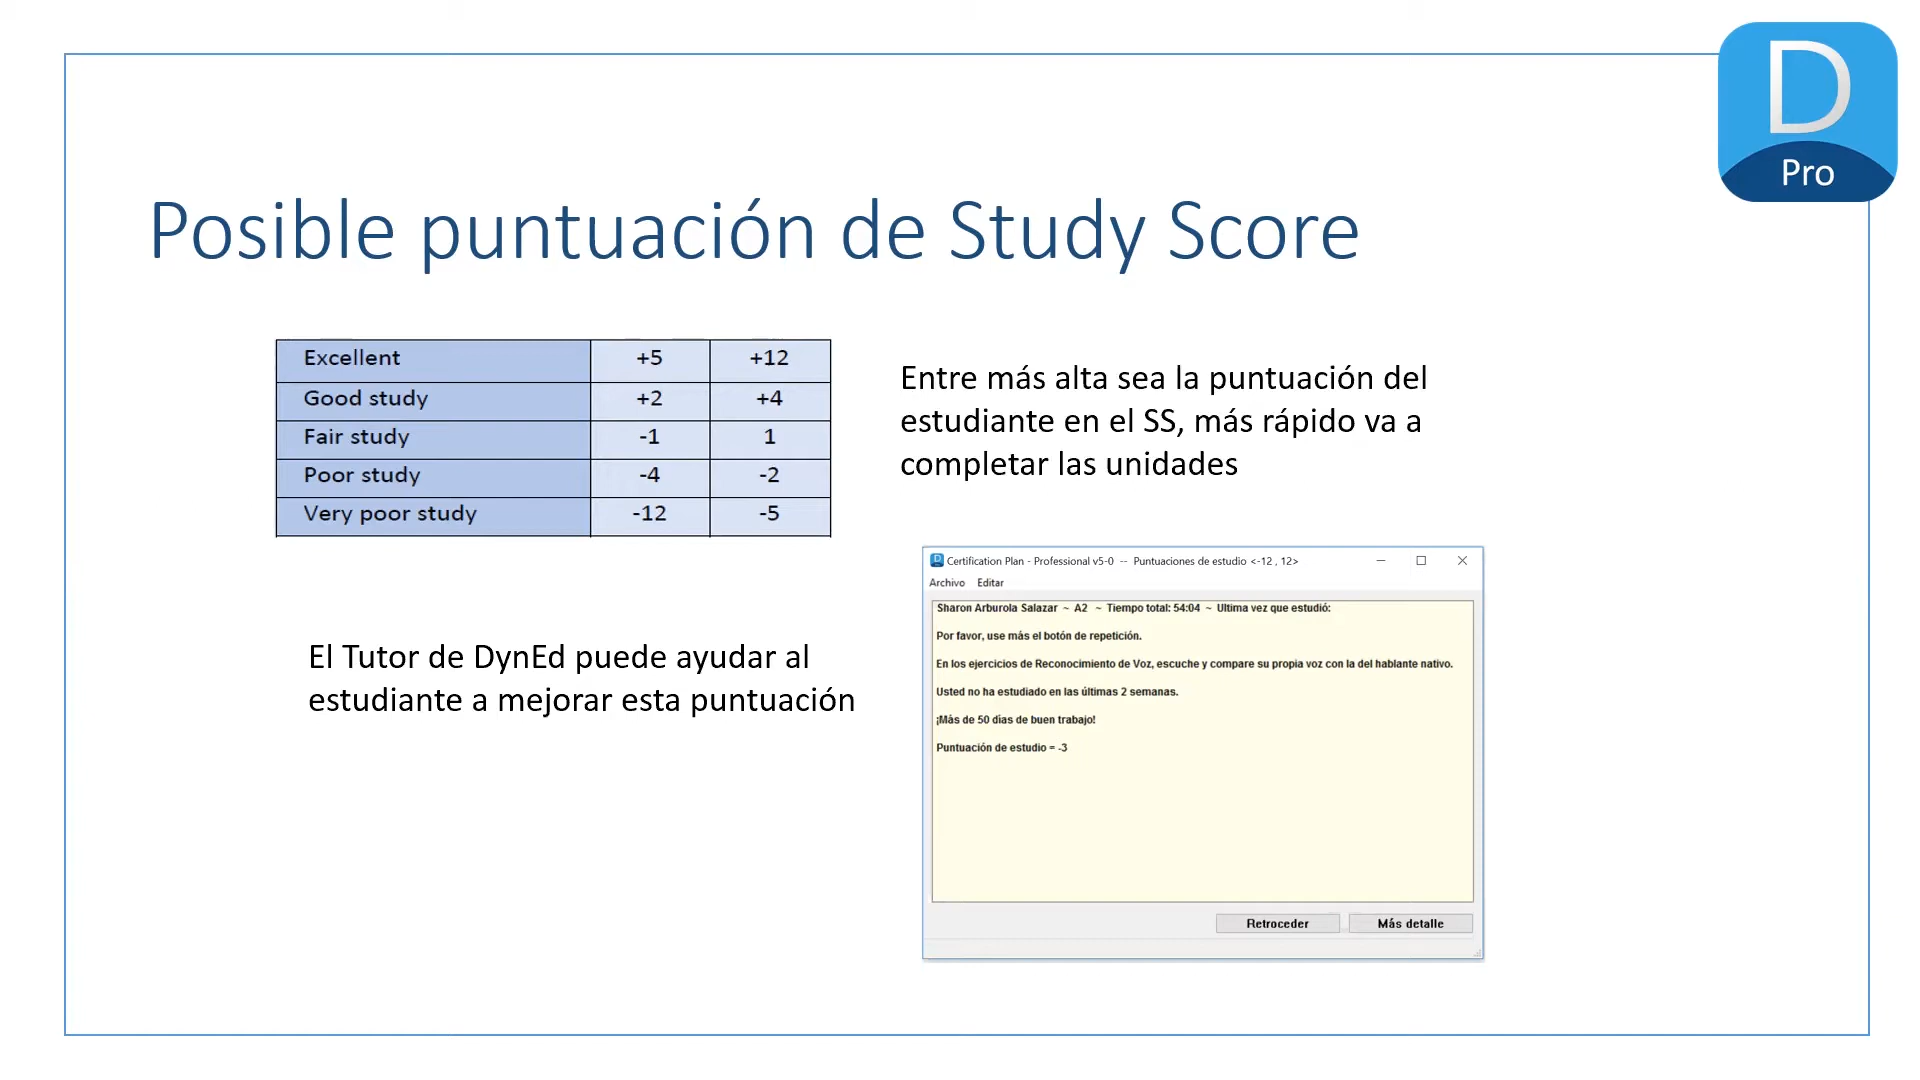 D
Pro
Posible puntuación de Study Score
Excellent +5 +12
Good study +2 +4
Fair study -1 1
Poor study -4 -2
Very poor study -12 -5
Entre más alta sea la puntuación del
estudiante en el SS, más rápido va a
completar las unidades
El Tutor de DynEd puede ayudar al
estudiante a mejorar esta puntuación
Certification Plan - Professional v5-0 -- Puntuaciones de estudio <-12 , 12>
Archivo Editar
Sharon Arburola Salazar ~ A2 ~ Tiempo total: 54:04 ~ Ultima vez que estudió:
Por favor, use más el botón de repetición.
En los ejercicios de Reconocimiento de Voz, escuche y compare su propia voz con la del hablante nativo.
Usted no ha estudiado en las últimas 2 semanas.
¡Más de 50 días de buen trabajo!
Puntuación de estudio = -3
Retroceder Más detalle